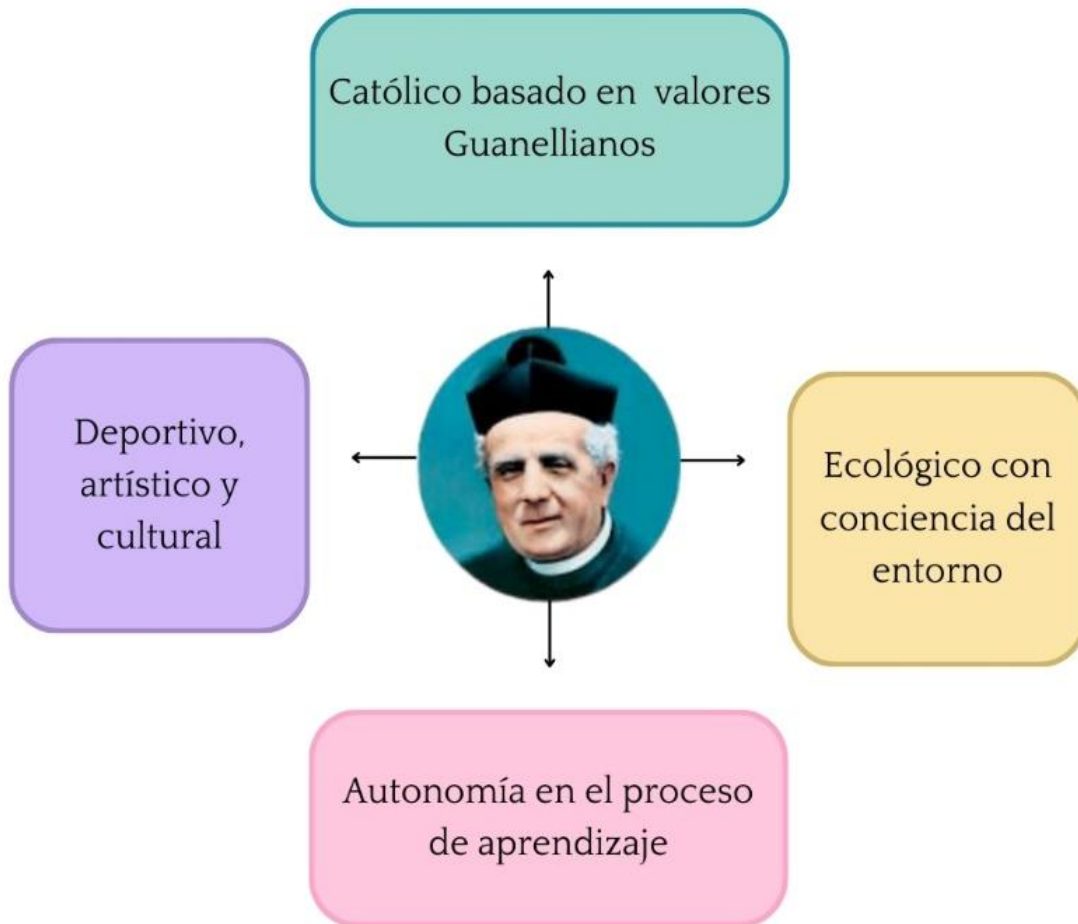 Católico basado en valores
Guanellianos
Deportivo,
artístico y
cultural
Ecológico con
conciencia del
entorno
Autonomía en el proceso
de aprendizaje